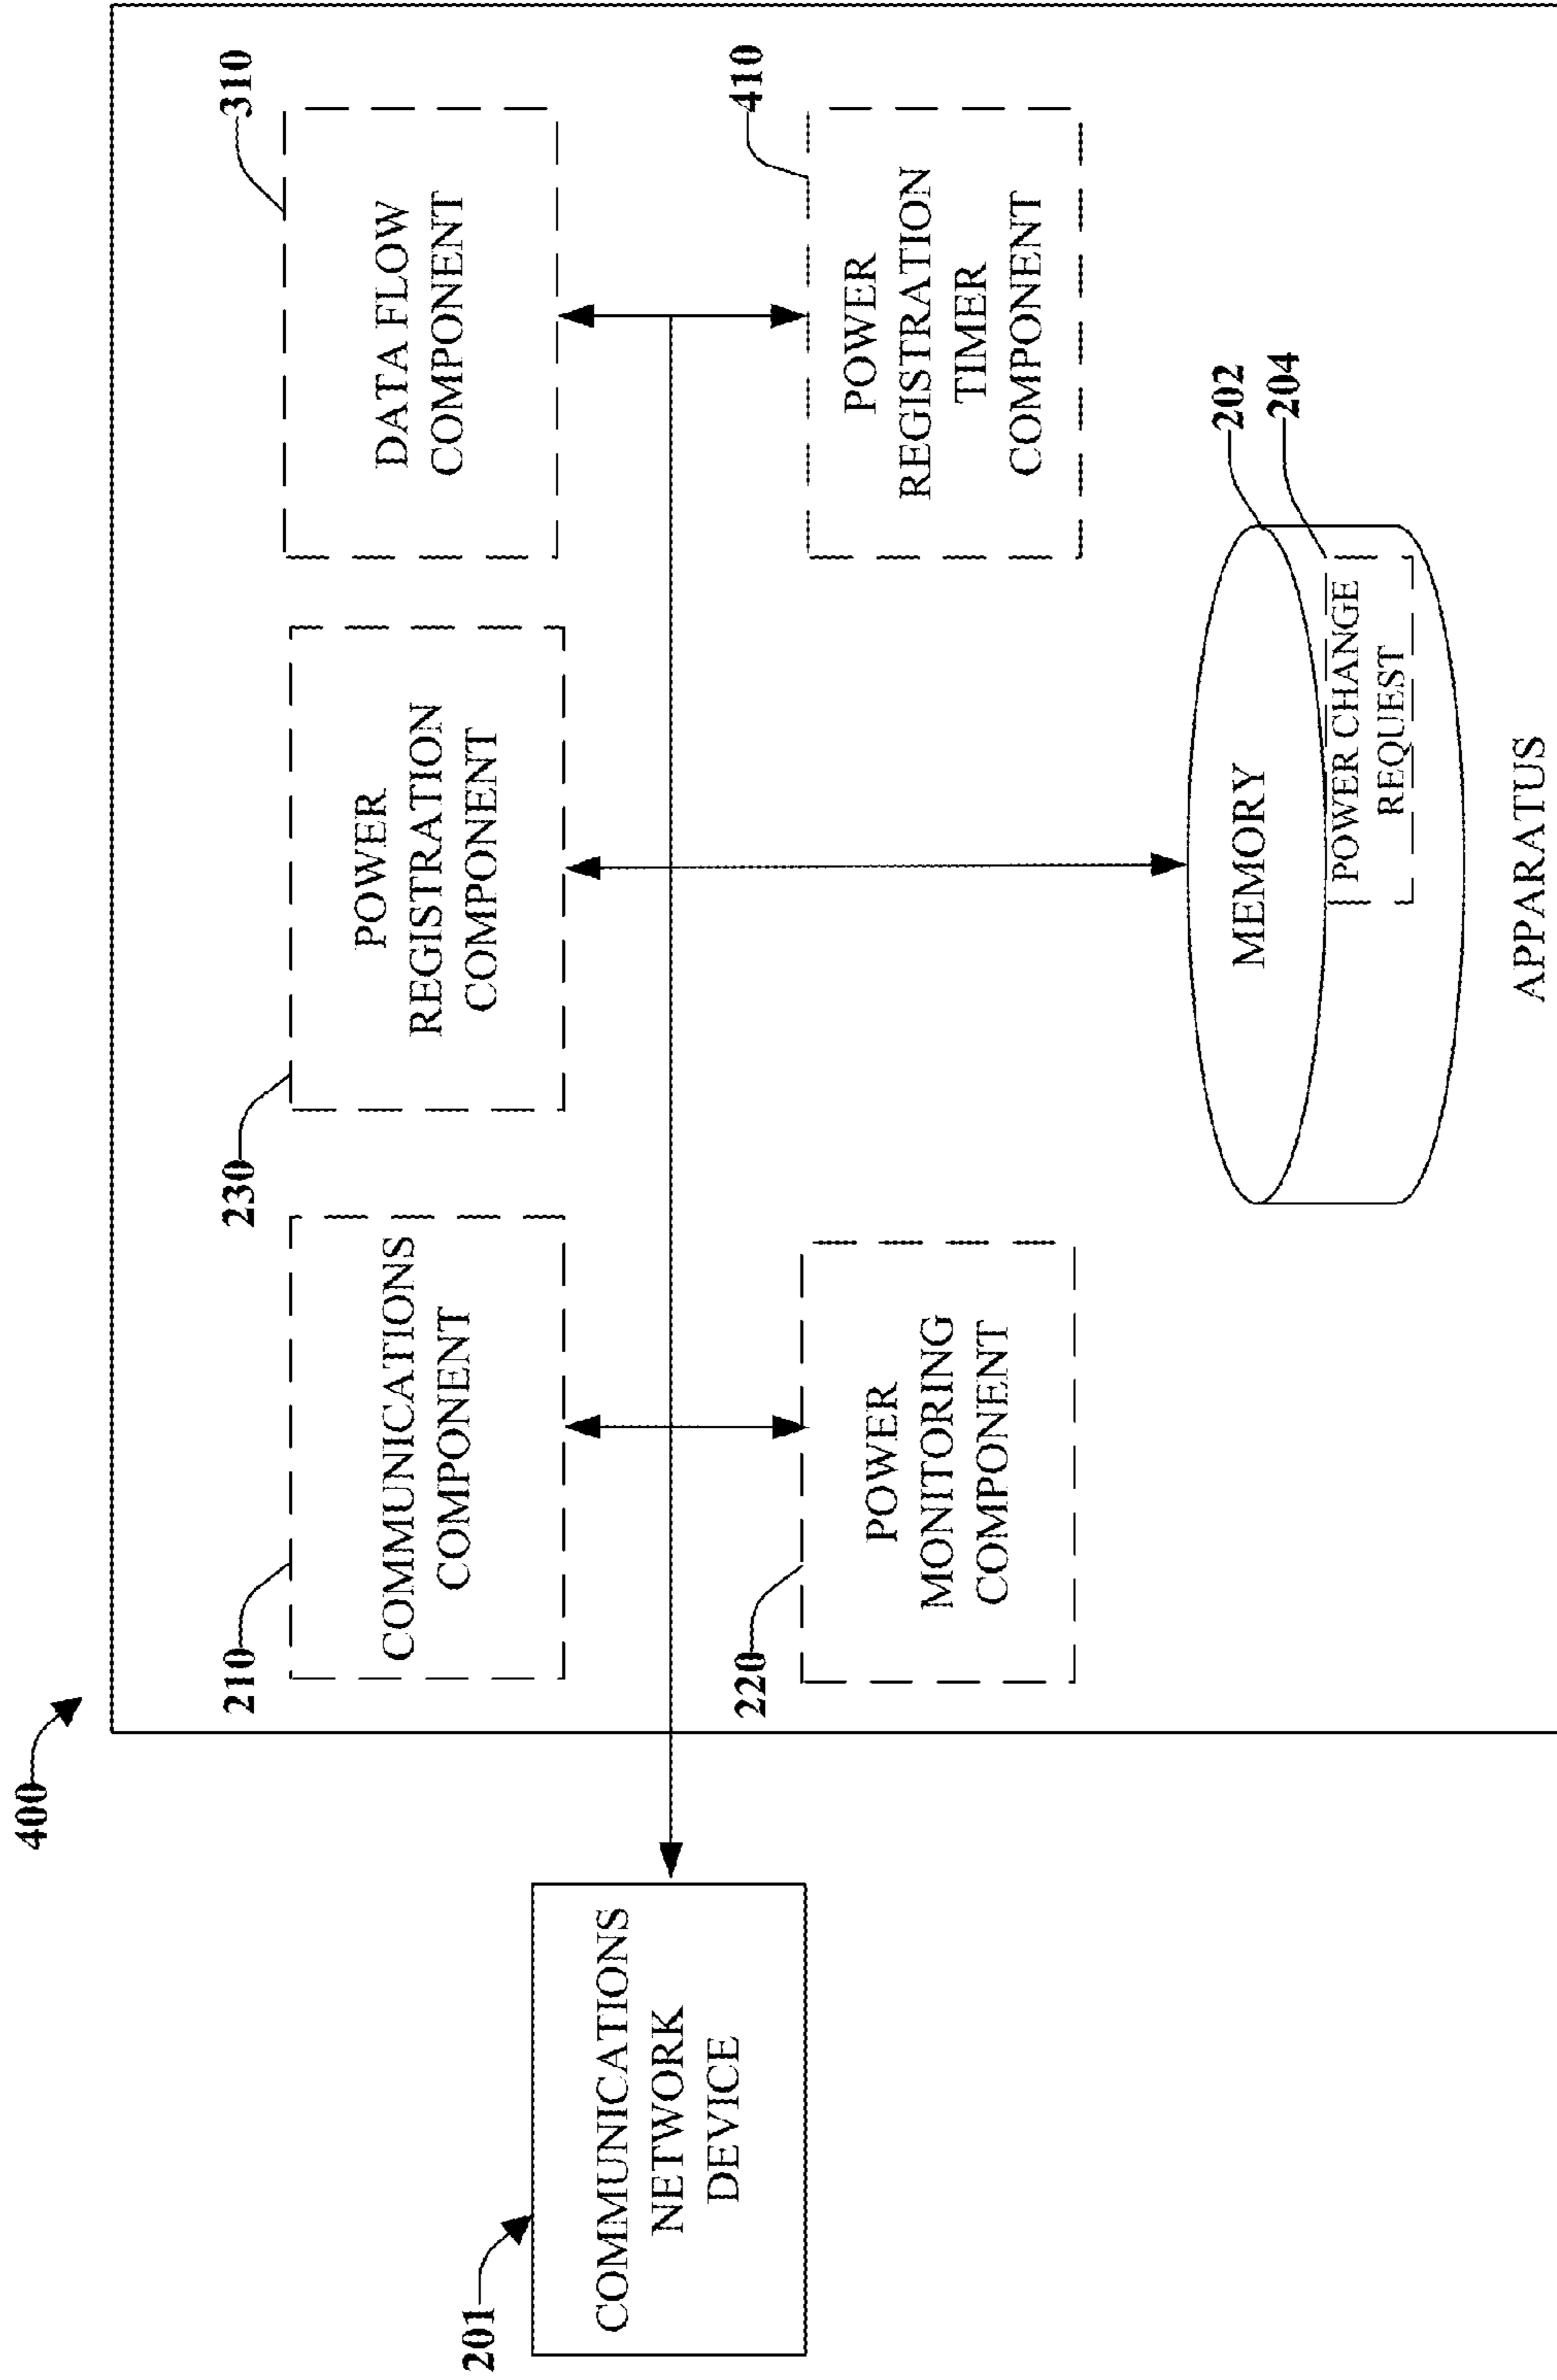 400
201
COMMUNICATIONS
NETWORK
DEVICE
210
COMMUNICATIONS
COMPONENT
230
POWER
REGISTRATION
COMPONENT
310
DATA FLOW
COMPONENT
220
POWER
MONITORING
COMPONENT
410
POWER
REGISTRATION
TIMER
COMPONENT
202
204
MEMORY
POWER CHANGE
REQUEST
APPARATUS